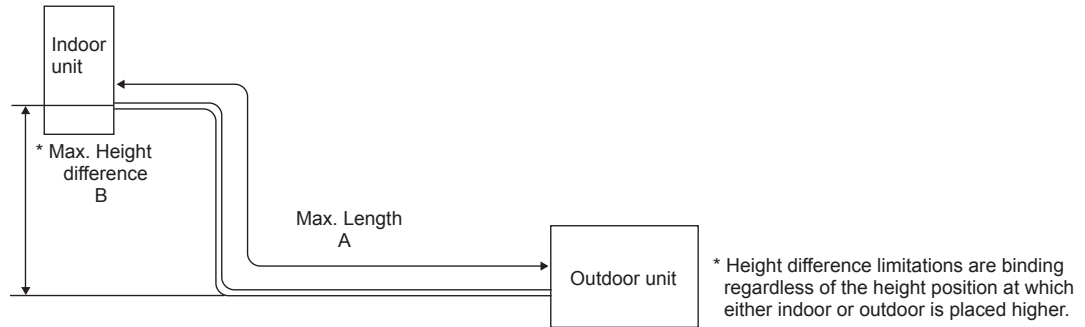 Indoor
unit
* Max. Height
difference
B
Max. Length
A
Outdoor unit
* Height difference limitations are binding
regardless of the height position at which
either indoor or outdoor is placed higher.